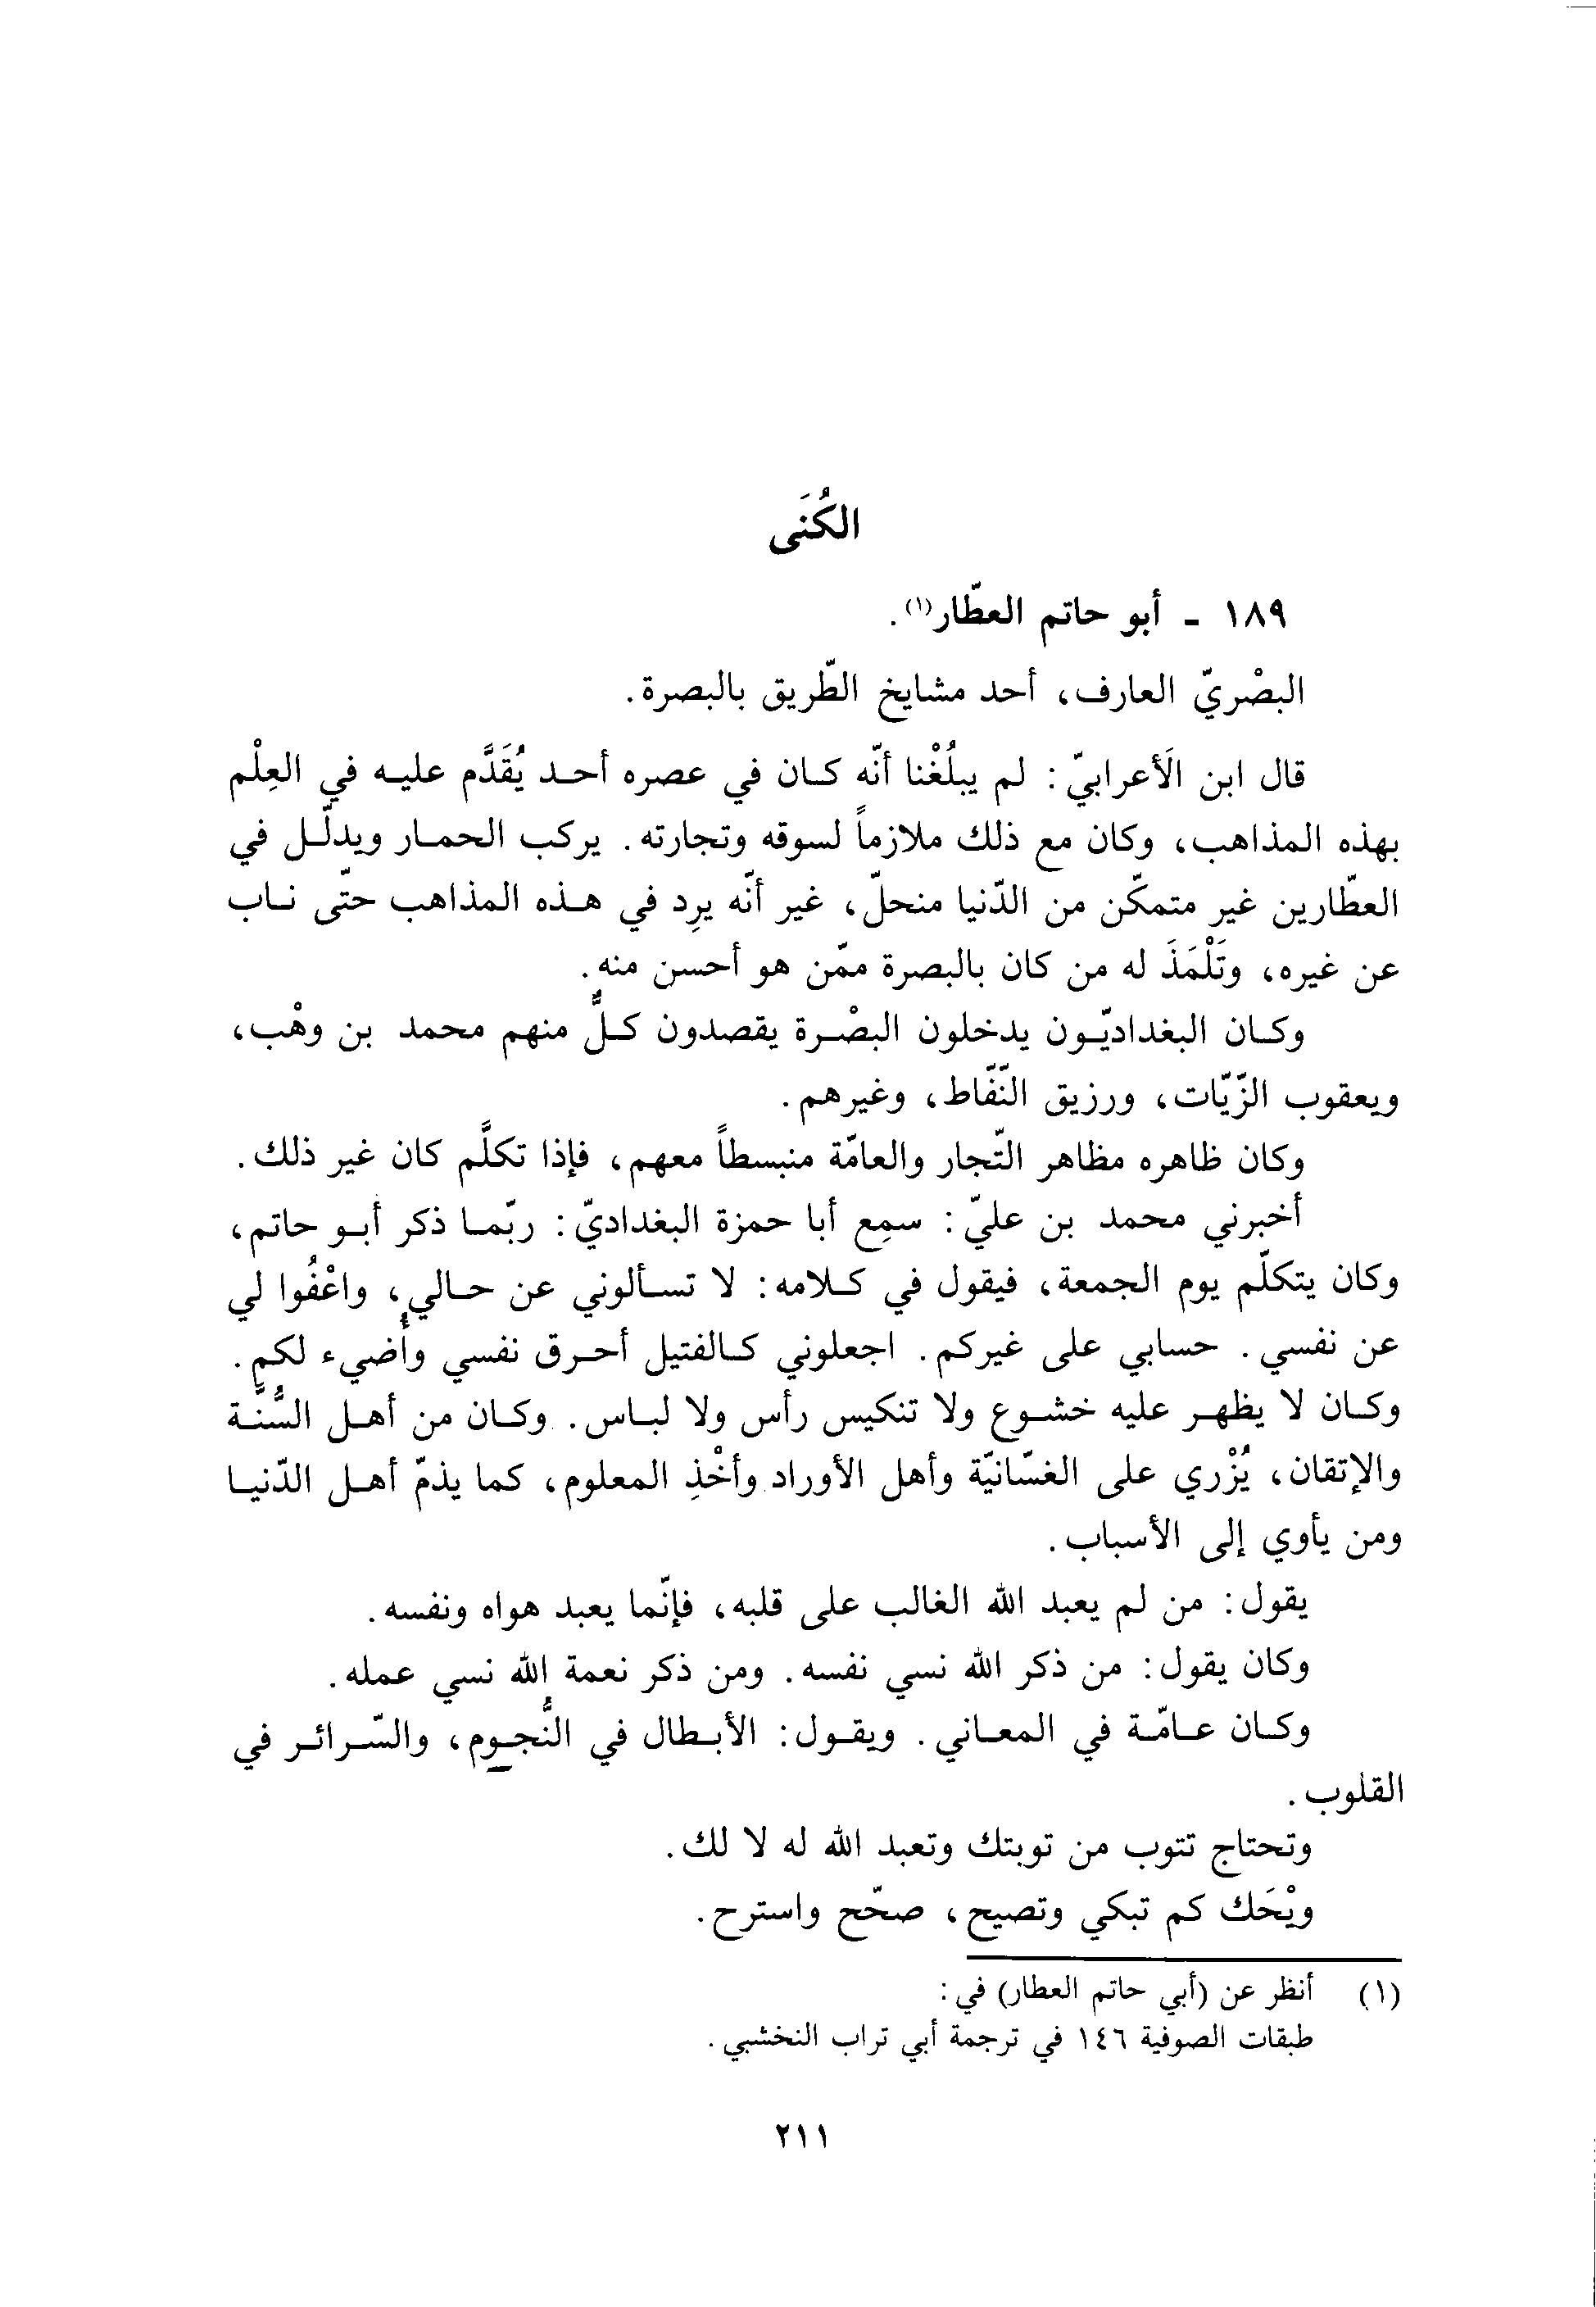 الكُنَى
١٨٩ - أبو حاتم العطّار(١).
البصْريّ العارف، أحد مشايخ الطّريق بالبصرة.
قال ابن الَأعرابيّ: لم يبلُغْنا أنّه كان في عصره أحد يُقَدَّم عليه في العِلْم
بهذه المذاهب، وكان مع ذلك ملازماً لسوقه وتجارته. يركب الحمار ويدلّل في
العطّارين غير متمكّن من الدّنيا منحلّ، غير أنّه يرِد في هذه المذاهب حتّى ناب
عن غيره، وتَلْمَذَ له من كان بالبصرة ممّن هو أحسن منه.
وكان البغداديّون يدخلون البصْرة يقصدون كلٌّ منهم محمد بن وهْب،
ويعقوب الزّيّات، ورزيق النّفّاط، وغيرهم.
وكان ظاهره مظاهر التّجار والعامّة منبسطاً معهم، فإذا تكلَّم كان غير ذلك.
أخبرني محمد بن عليّ: سمِع أبا حمزة البغداديّ: ربّما ذكر أبو حاتم،
وكان يتكلّم يوم الجمعة، فيقول في كلامه: لا تسألوني عن حالي، واعْفُوا لي
عن نفسي. حسابي على غيركم. اجعلوني كالفتيل أحرق نفسي وأُضيء لكم.
وكان لا يظهر عليه خشوع ولا تنكيس رأس ولا لباس. وكان من أهل السُّنَّة
والإتقان، يُزْري على الغسّانيّة وأهل الأوراد وأخْذِ المعلوم، كما يذمّ أهل الدّنيا
ومن يأوي إلى الأسباب.
يقول: من لم يعبد الله الغالب على قلبه، فإنّما يعبد هواه ونفسه.
وكان يقول: من ذكر الله نسي نفسه. ومن ذكر نعمة الله نسي عمله.
وكان عامّة في المعاني. ويقول: الأبطال في النُّجوم، والسّرائر في
القلوب.
وتحتاج تتوب من توبتك وتعبد الله له لا لك.
ويْحَك كم تبكي وتصيح، صحّح واسترح.
(١) أنظر عن (أبي حاتم العطار) في:
طبقات الصوفية ١٤٦ في ترجمة أبي تراب النخشبي.
٢١١